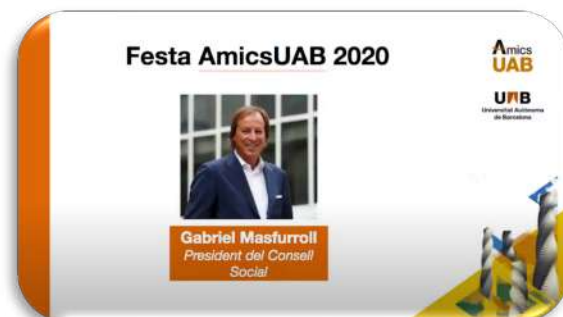 Festa AmicsUAB 2020
Amics
UAB
UAB
Universitat Autònoma
de Barcelona
Gabriel Masfurroll
President del Consell
Social